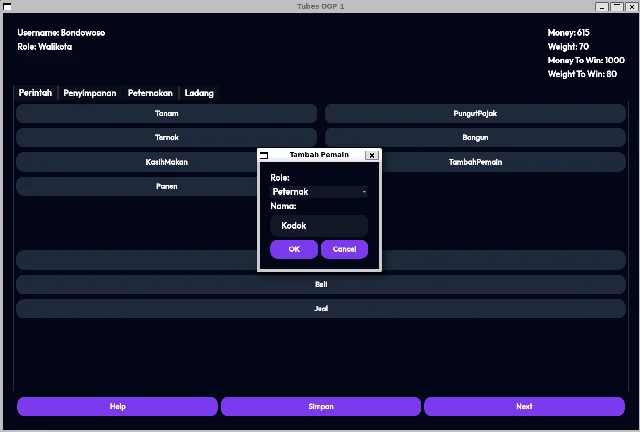 Tubes OOP 1
Username: Bondowoso
Role: Walikota
Money: 615
Weight: 70
Money To Win: 1000
Weight To Win: 80
Perintah Penyimpanan Peternakan Ladang
Tanam PungutPajak
Ternak Bangun
KasihMakan TambahPemain
Panen
Tambah Pemain
Role:
Peternak
Nama:
Kodok
OK Cancel
Beli
Jual
Help Simpan Next